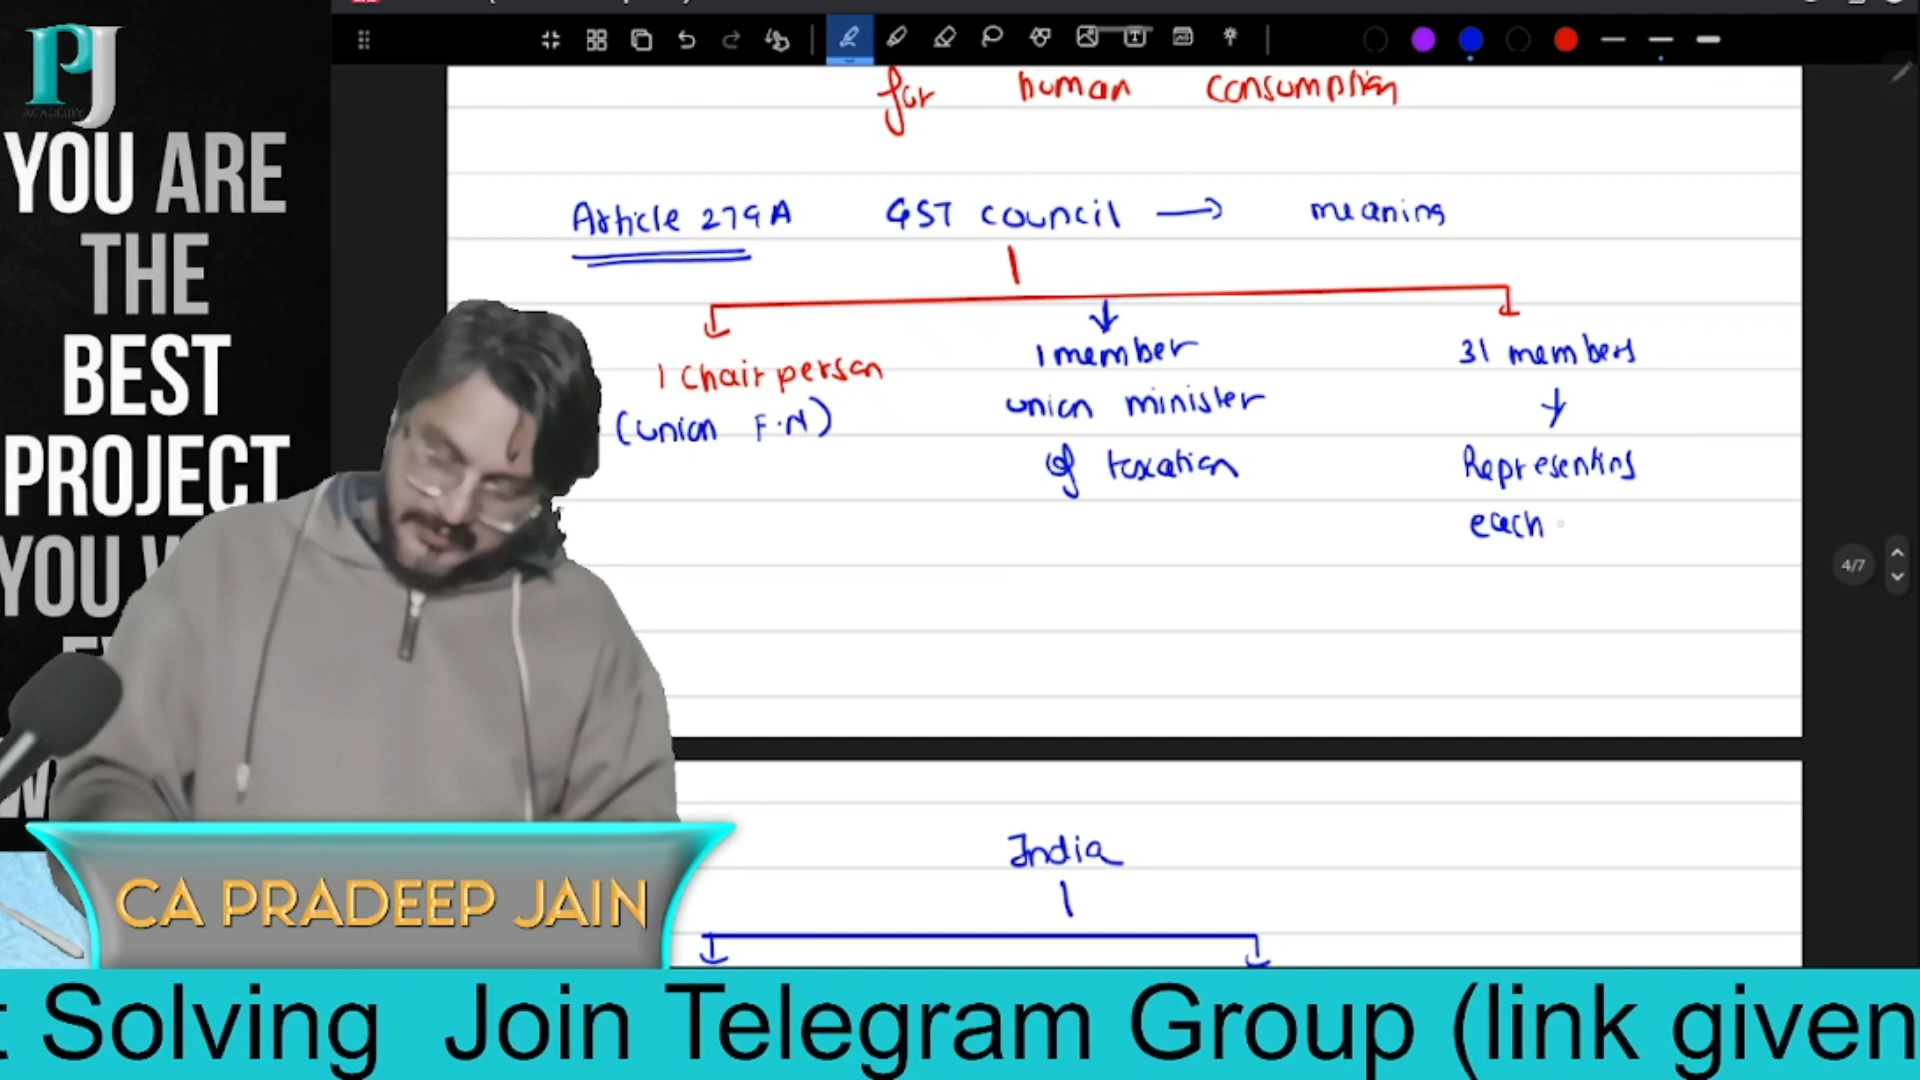 PJ
ACADEMY
YOU ARE
THE
BEST
PROJECT
YOU
for human consumption
Article 279A GST council → meaning
1 Chairperson
(union F.M)
1 member
union minister
of taxation
31 members
Representing
each
4/7
India
CA PRADEEP JAIN
t Solving Join Telegram Group (link given